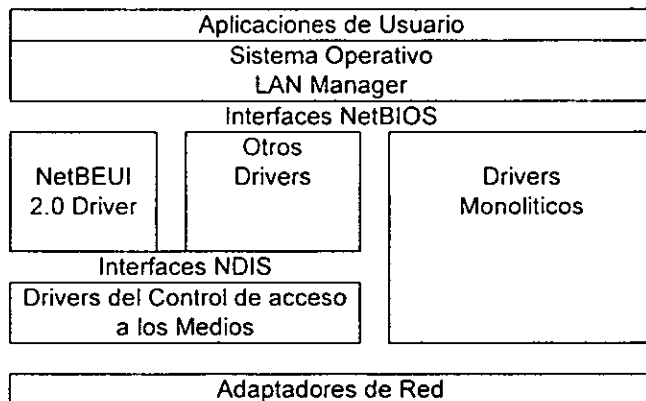 Aplicaciones de Usuario
Sistema Operativo
LAN Manager
Interfaces NetBIOS
NetBEUI
2.0 Driver
Otros
Drivers
Drivers
Monoliticos
Interfaces NDIS
Drivers del Control de acceso
a los Medios
Adaptadores de Red